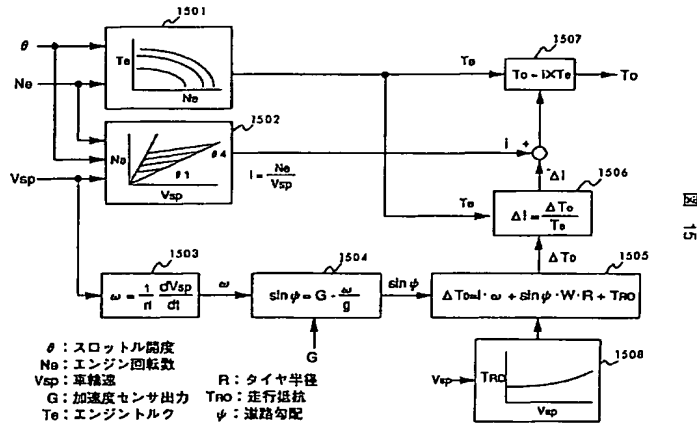 1501
θ
Te
Ne
Ne
1507
Te
To = i×Te
To
1502
Ne
θ4
θ1
Vsp
Vsp
i = Ne/Vsp
i
+
-
Δi
1506
Te
Δi = ΔTo/Te
ΔTo
図 15
1503
ω = 1/rl dVsp/dt
ω
1504
sinψ = G - ω/g
sinψ
G
1505
ΔTo=I・ω + sinψ・W・R + TRO
1508
Vsp
TRO
Vsp
θ：スロットル開度
Ne：エンジン回転数
Vsp：車輪速
R：タイヤ半径
G：加速度センサ出力
TRO：走行抵抗
Te：エンジントルク
ψ：道路勾配